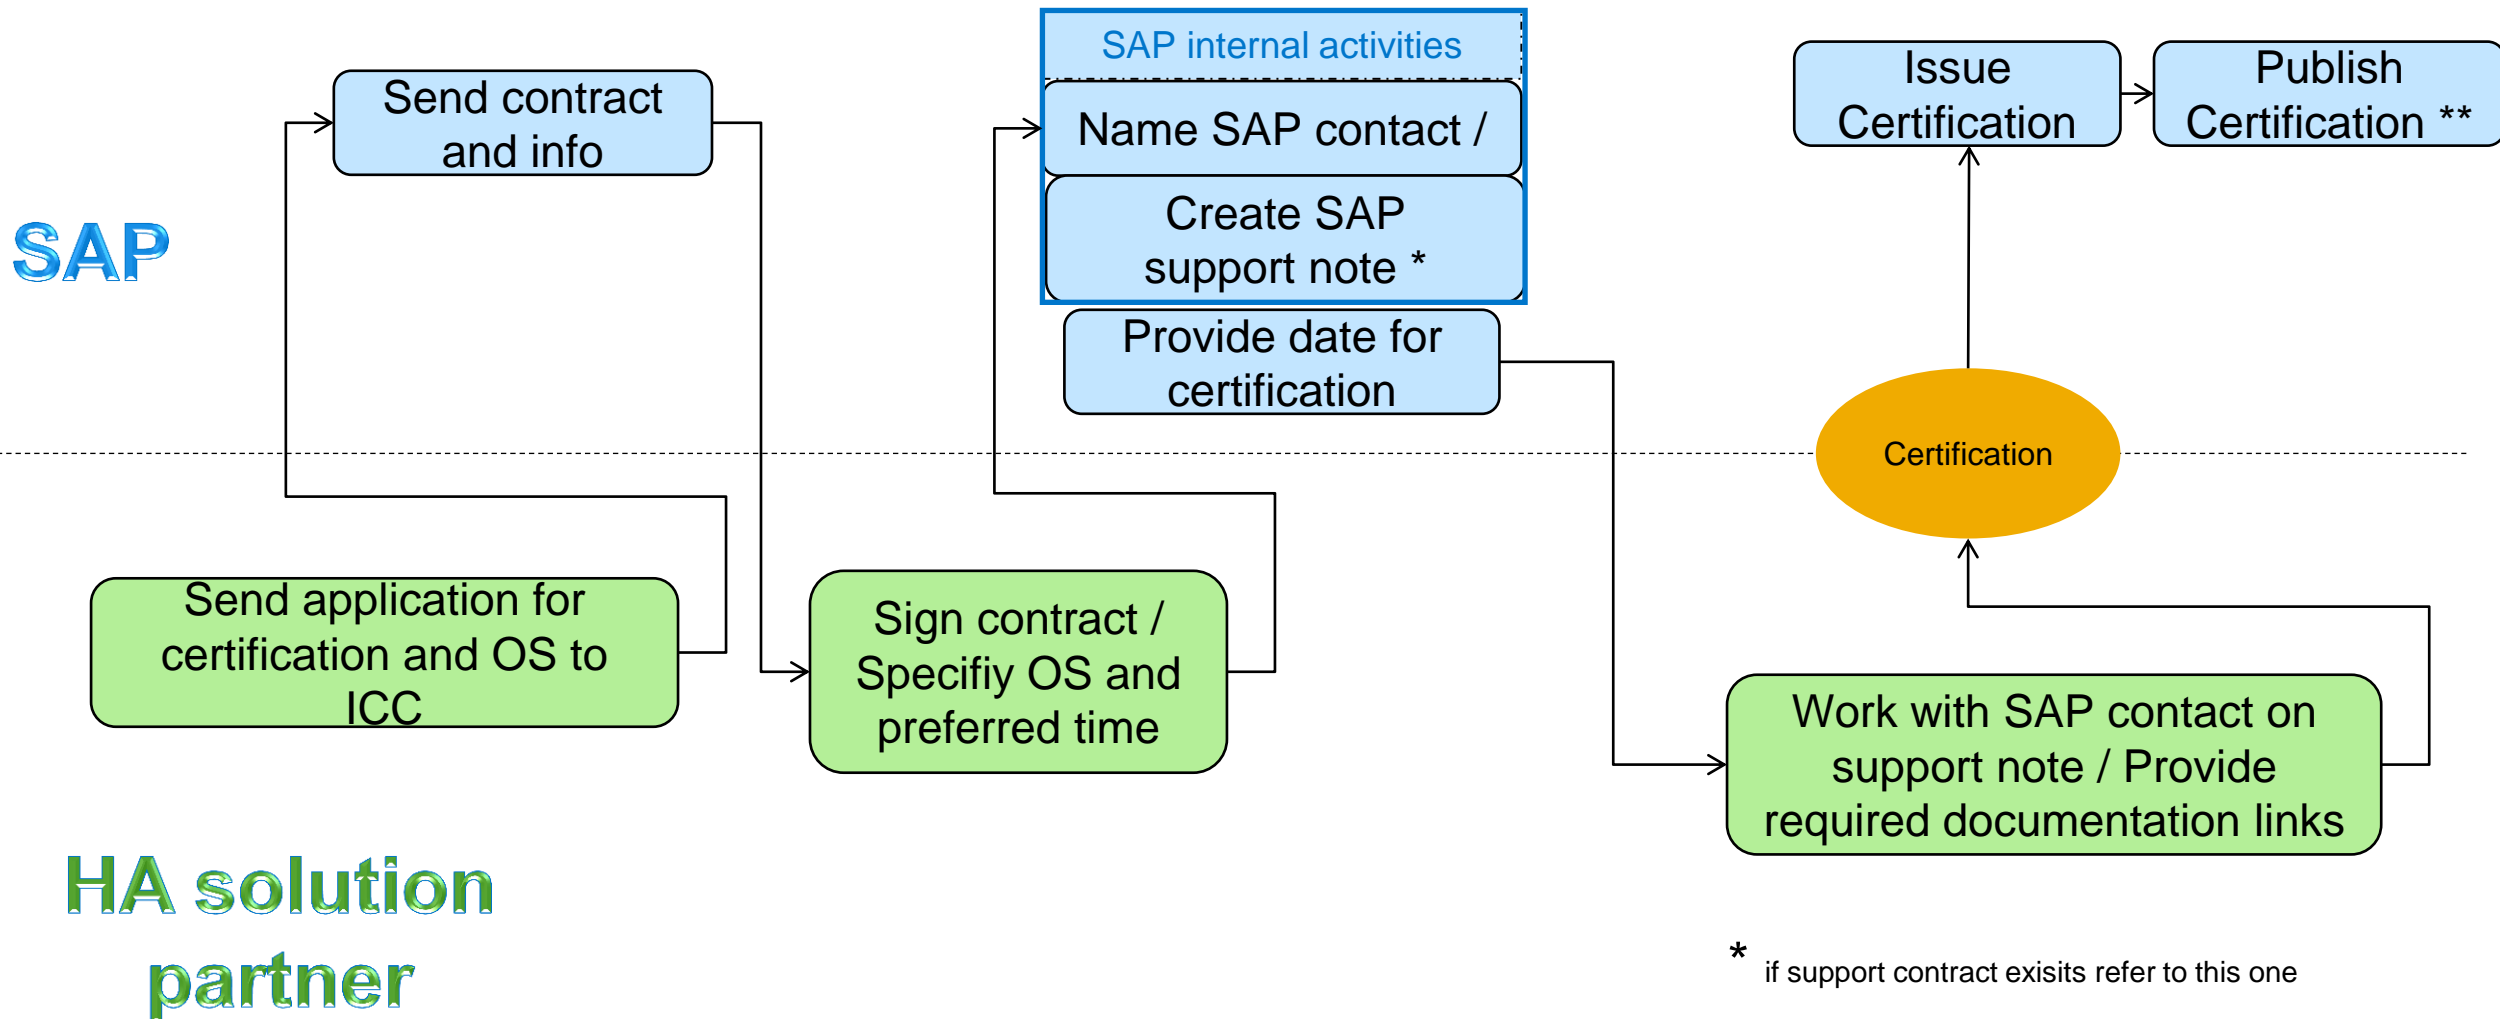 SAP internal activities
Send contract
and info
Name SAP contact /
Create SAP
support note *
Provide date for
certification
Issue
Certification
Publish
Certification **
SAP
Certification
Send application for
certification and OS to
ICC
Sign contract /
Specifiy OS and
preferred time
Work with SAP contact on
support note / Provide
required documentation links
HA solution
partner
* if support contract exisits refer to this one